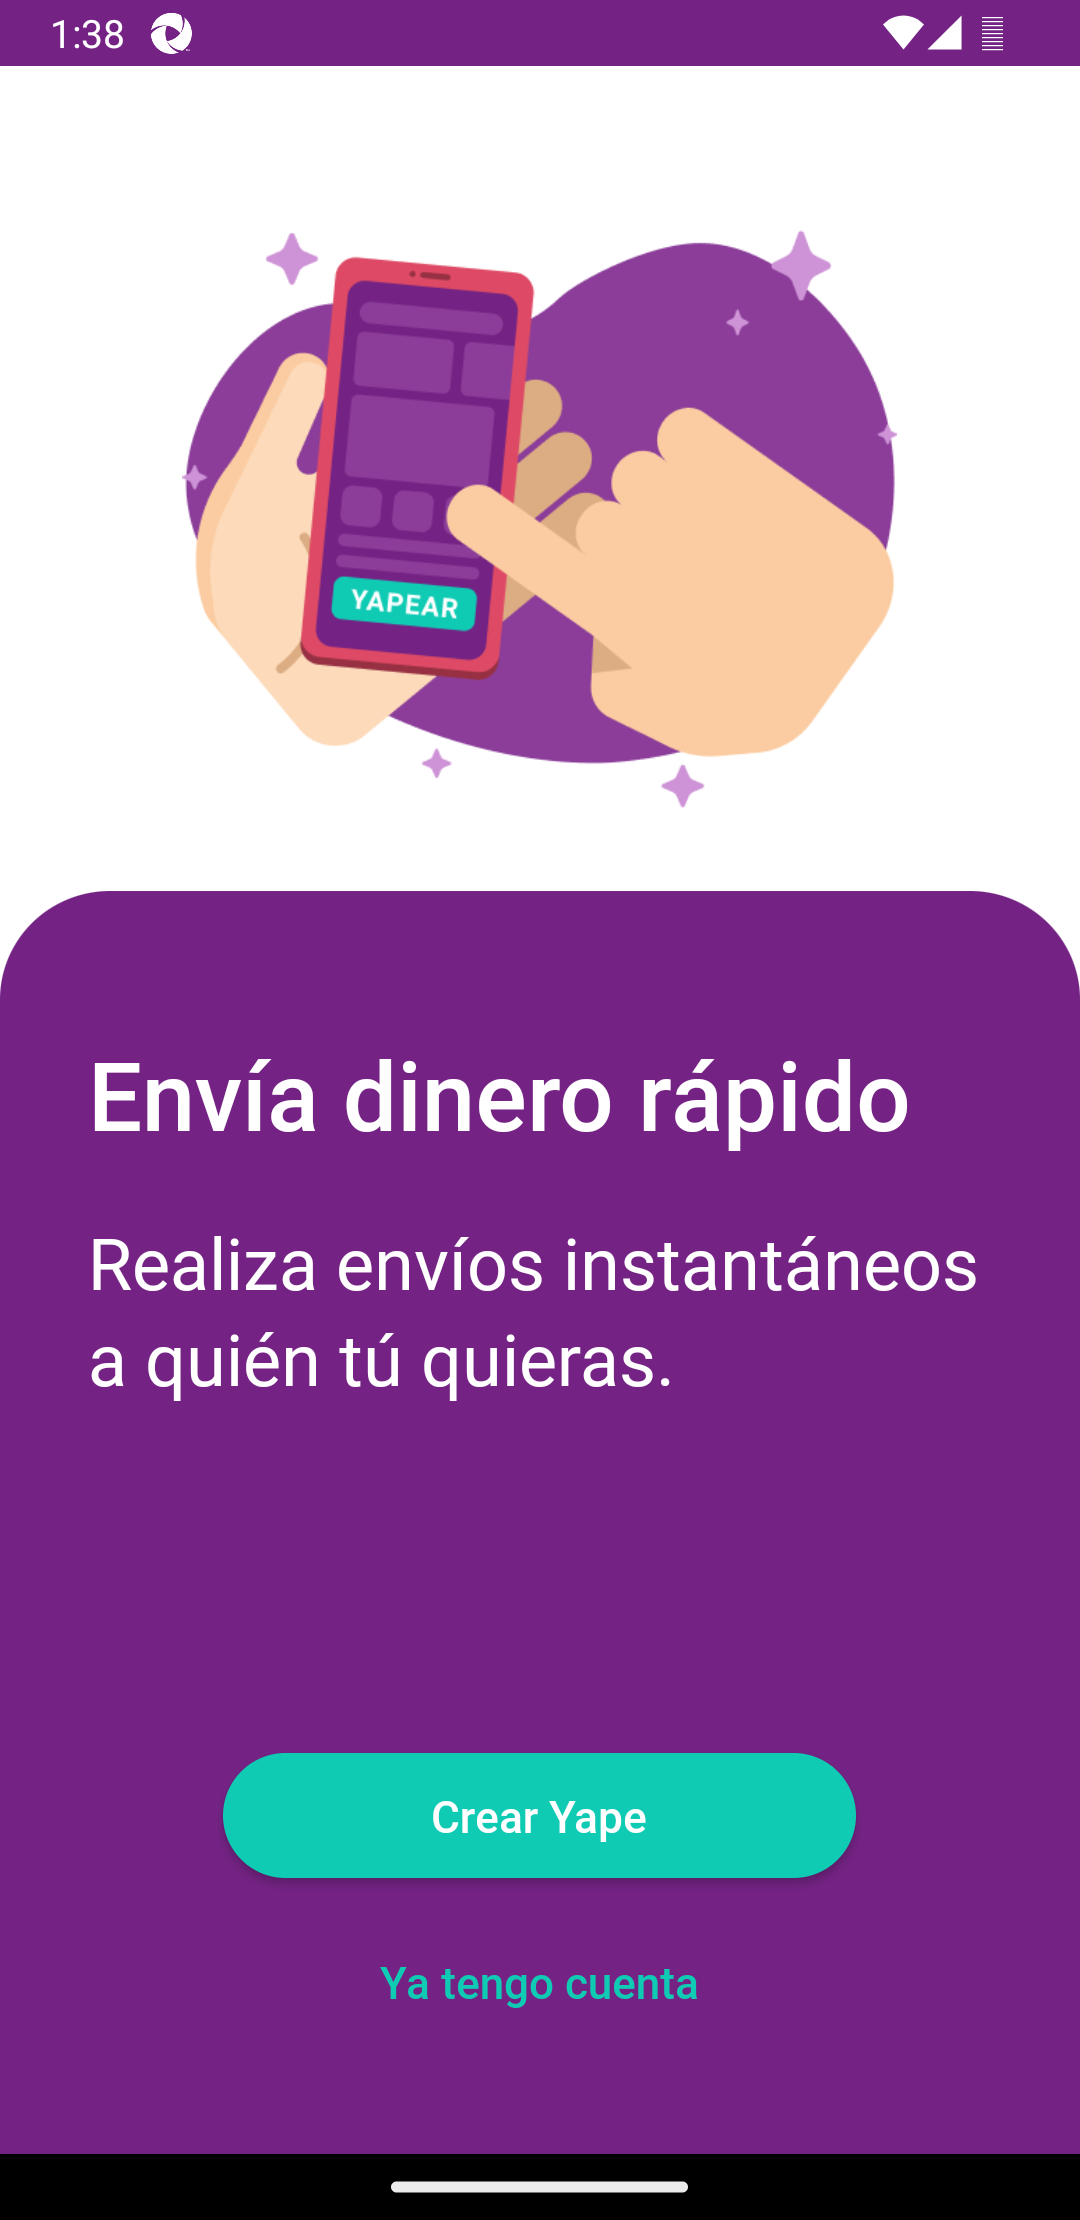 1:38
YAPEAR
Envía dinero rápido
Realiza envíos instantáneos
a quién tú quieras.
Crear Yape
Ya tengo cuenta